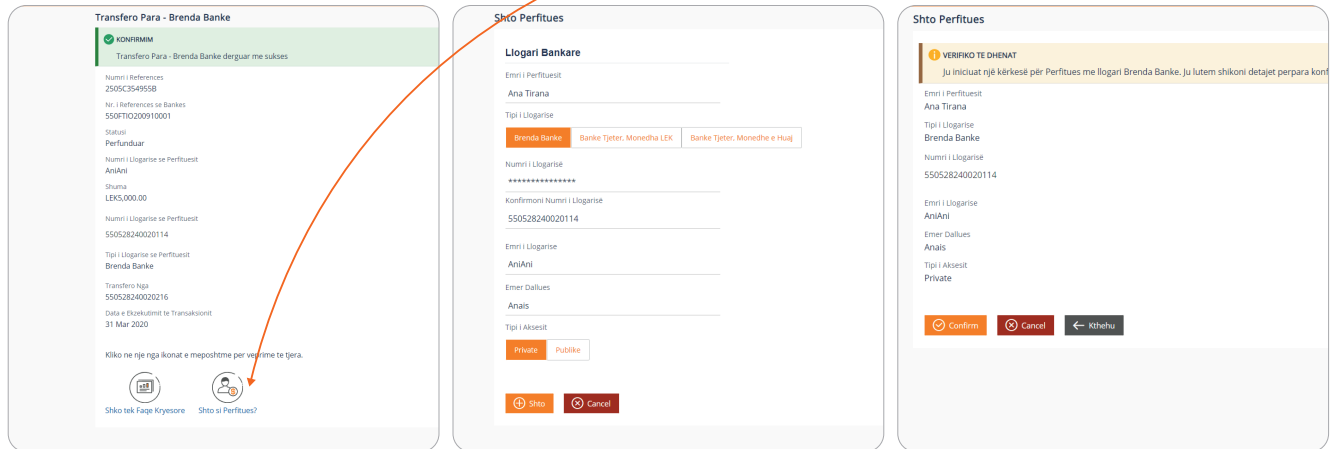 Transfero Para - Brenda Banke
KONFIRMIM
Transfero Para - Brenda Banke derguar me sukses
Numri i References
2505C354955B
Nr. i References se Bankes
550FTIO200910001
Statusi
Perfunduar
Numri i Llogarise se Perfituesit
AniAni
Shuma
LEK5,000.00
Numri i Llogarise se Perfituesit
550528240020114
Tipi i Llogarise se Perfituesit
Brenda Banke
Transfero Nga
550528240020216
Data e Ekzekutimit te Transaksionit
31 Mar 2020
Kliko ne nje nga ikonat e meposhtme per veprime te tjera.
Shko tek Faqe Kryesore
Shto si Perfitues?
Shto Perfitues
Llogari Bankare
Emri i Perfituesit
Ana Tirana
Tipi i Llogarise
Brenda Banke
Banke Tjeter, Monedha LEK
Banke Tjeter, Monedhe e Huaj
Numri i Llogarisë
***************
Konfirmoni Numri i Llogarisë
550528240020114
Emri i Llogarise
AniAni
Emer Dallues
Anais
Tipi i Aksesit
Private
Publike
Shto
Cancel
Shto Perfitues
VERIFIKO TE DHENAT
Ju iniciuat një kërkesë për Perfitues me llogari Brenda Banke. Ju lutem shikoni detajet perpara konf
Emri i Perfituesit
Ana Tirana
Tipi i Llogarise
Brenda Banke
Numri i Llogarisë
550528240020114
Emri i Llogarise
AniAni
Emer Dallues
Anais
Tipi i Aksesit
Private
Confirm
Cancel
Kthehu